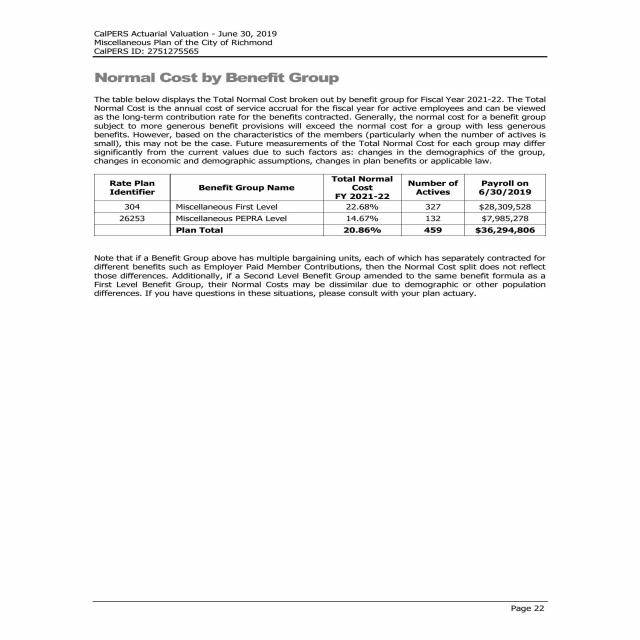 CalPERS Actuarial Valuation - June 30, 2019
Miscellaneous Plan of the City of Richmond
CalPERS ID: 2751275565
Normal Cost by Benefit Group
The table below displays the Total Normal Cost broken out by benefit group for Fiscal Year 2021-22. The Total
Normal Cost is the annual cost of service accrual for the fiscal year for active employees and can be viewed
as the long-term contribution rate for the benefits contracted. Generally, the normal cost for a benefit group
subject to more generous benefit provisions will exceed the normal cost for a group with less generous
benefits. However, based on the characteristics of the members (particularly when the number of actives is
small), this may not be the case. Future measurements of the Total Normal Cost for each group may differ
significantly from the current values due to such factors as: changes in the demographics of the group,
changes in economic and demographic assumptions, changes in plan benefits or applicable law.
Rate Plan Identifier Benefit Group Name Total Normal Cost FY 2021-22 Number of Actives Payroll on 6/30/2019
304 Miscellaneous First Level 22.68% 327 $28,309,528
26253 Miscellaneous PEPRA Level 14.67% 132 $7,985,278
Plan Total 20.86% 459 $36,294,806
Note that if a Benefit Group above has multiple bargaining units, each of which has separately contracted for
different benefits such as Employer Paid Member Contributions, then the Normal Cost split does not reflect
those differences. Additionally, if a Second Level Benefit Group amended to the same benefit formula as a
First Level Benefit Group, their Normal Costs may be dissimilar due to demographic or other population
differences. If you have questions in these situations, please consult with your plan actuary.
Page 22